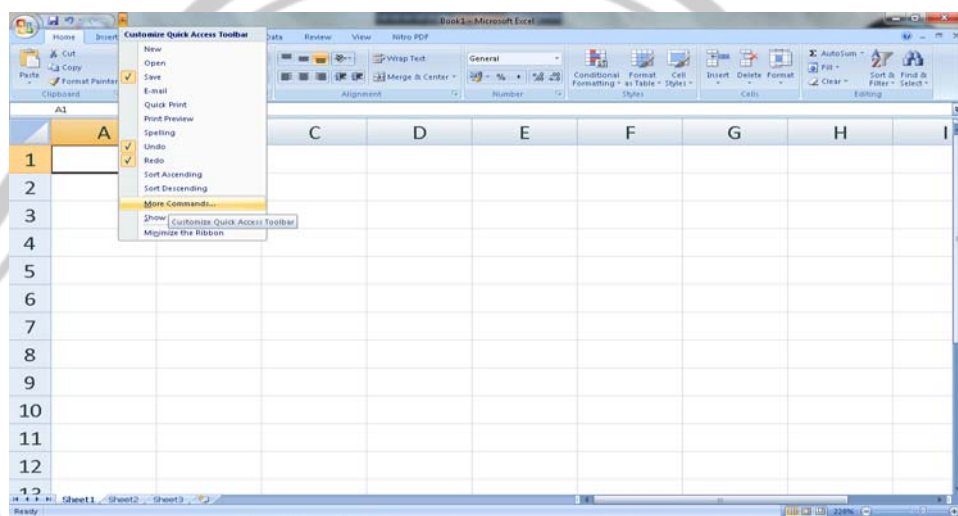 Book1 - Microsoft Excel
Home Insert Data Review View Nitro PDF
Paste
Cut
Copy
Format Painter
Clipboard
Customize Quick Access Toolbar
New
Open
Save
E-mail
Quick Print
Print Preview
Spelling
Undo
Redo
Sort Ascending
Sort Descending
More Commands...
Show
Customize Quick Access Toolbar
Minimize the Ribbon
Wrap Text
Merge & Center
Alignment
General
% ,
Number
Conditional Formatting
Format as Table
Cell Styles
Styles
Insert Delete Format
Cells
Σ AutoSum
Fill
Clear
Sort & Filter
Find & Select
Editing
A1
A C D E F G H I
1
2
3
4
5
6
7
8
9
10
11
12
13
Sheet1 Sheet2 Sheet3
Ready
228%